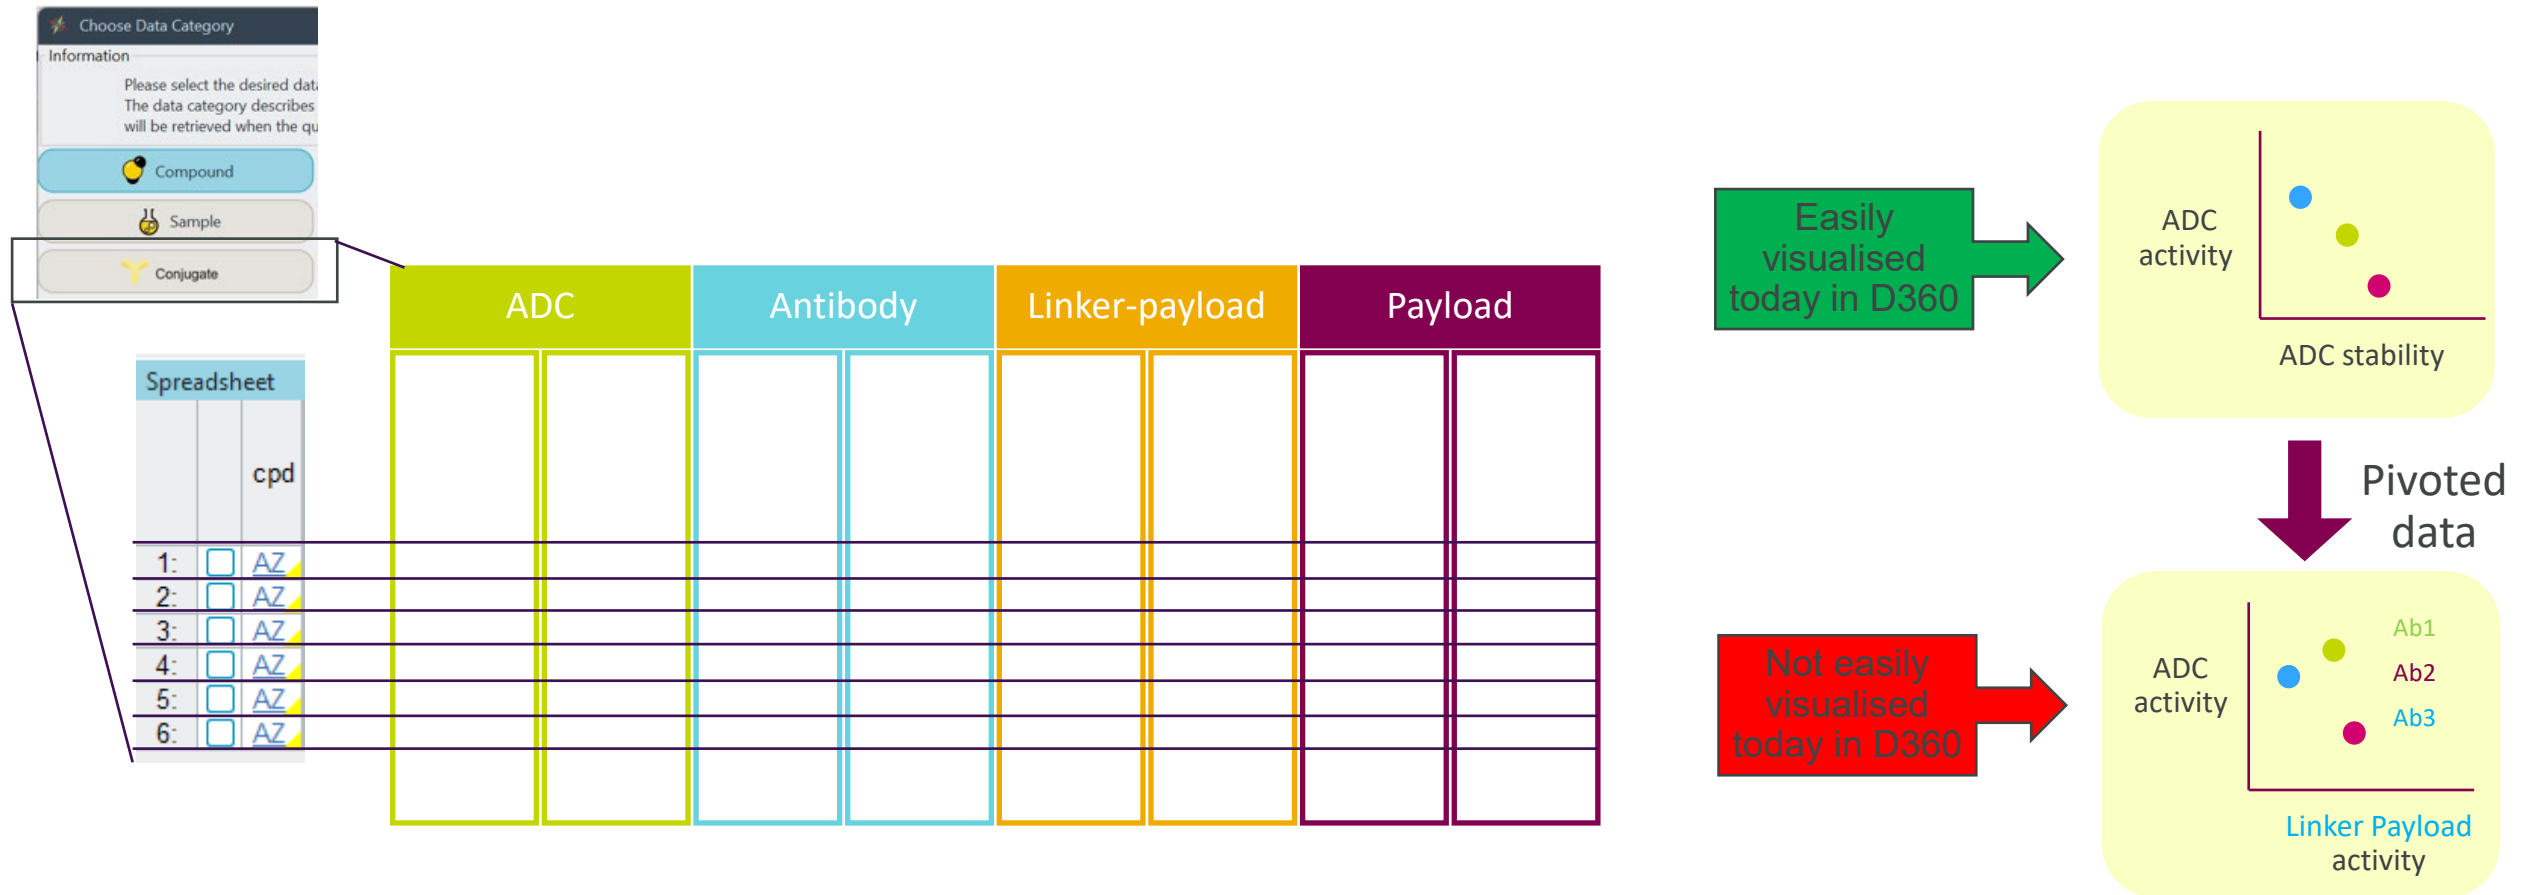 Choose Data Category
Information
Please select the desired data
The data category describes
will be retrieved when the qu
Compound
Sample
Conjugate
Spreadsheet
cpd
1: AZ
2: AZ
3: AZ
4: AZ
5: AZ
6: AZ
ADC
Antibody
Linker-payload
Payload
Easily
visualised
today in D360
ADC
activity
ADC stability
Pivoted
data
Not easily
visualised
today in D360
ADC
activity
Ab1
Ab2
Ab3
Linker Payload
activity